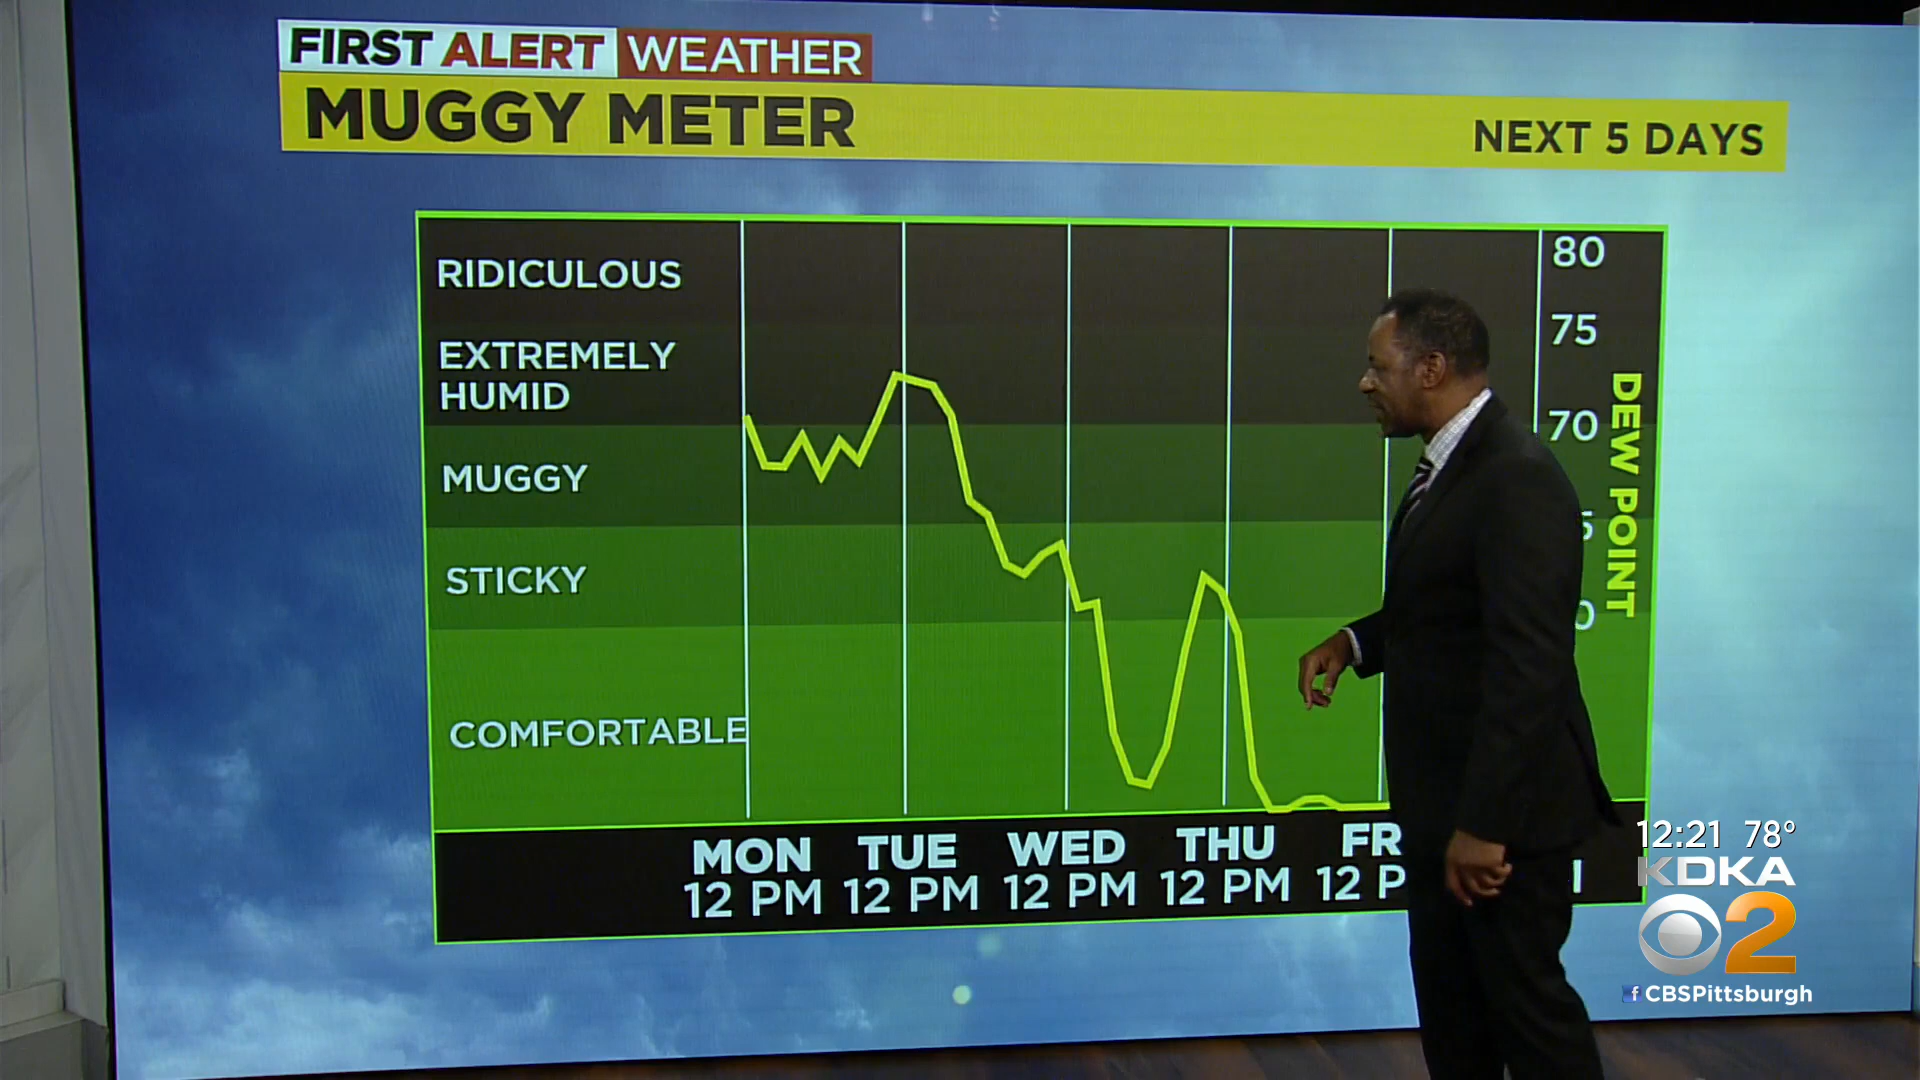 FIRST ALERT WEATHER
MUGGY METER
NEXT 5 DAYS
RIDICULOUS
EXTREMELY
HUMID
MUGGY
STICKY
COMFORTABLE
80
75
70
5
0
DEW POINT
MON TUE WED THU FR
12 PM 12 PM 12 PM 12 PM 12 P
12:21 78°
KDKA
2
f CBSPittsburgh